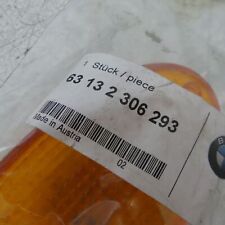 1 Stück / piece
63 13 2 306 293
Made in Austria
02
B